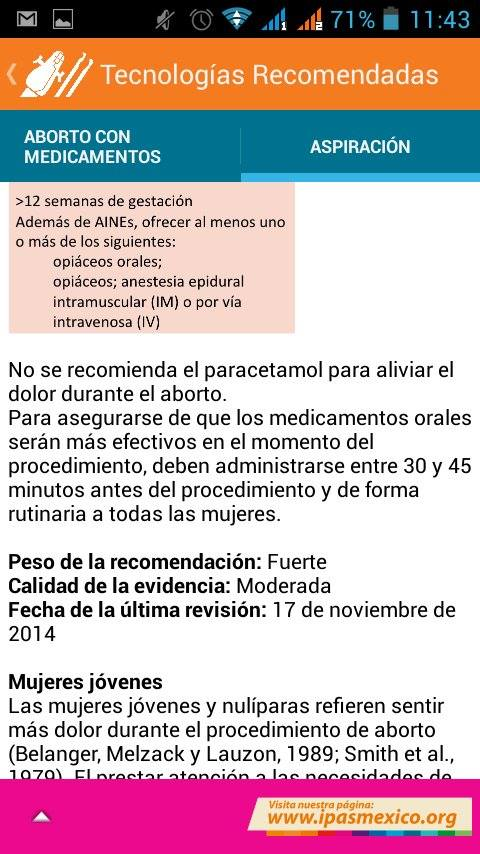 71% 11:43
Tecnologías Recomendadas
ABORTO CON
MEDICAMENTOS
ASPIRACIÓN
>12 semanas de gestación
Además de AINEs, ofrecer al menos uno
o más de los siguientes:
opiáceos orales;
opiáceos; anestesia epidural
intramuscular (IM) o por vía
intravenosa (IV)
No se recomienda el paracetamol para aliviar el
dolor durante el aborto.
Para asegurarse de que los medicamentos orales
serán más efectivos en el momento del
procedimiento, deben administrarse entre 30 y 45
minutos antes del procedimiento y de forma
rutinaria a todas las mujeres.
Peso de la recomendación: Fuerte
Calidad de la evidencia: Moderada
Fecha de la última revisión: 17 de noviembre de
2014
Mujeres jóvenes
Las mujeres jóvenes y nulíparas refieren sentir
más dolor durante el procedimiento de aborto
(Belanger, Melzack y Lauzon, 1989; Smith et al.,
1979). El prestar atención a las necesidades de
Visita nuestra página:
www.ipasmexico.org